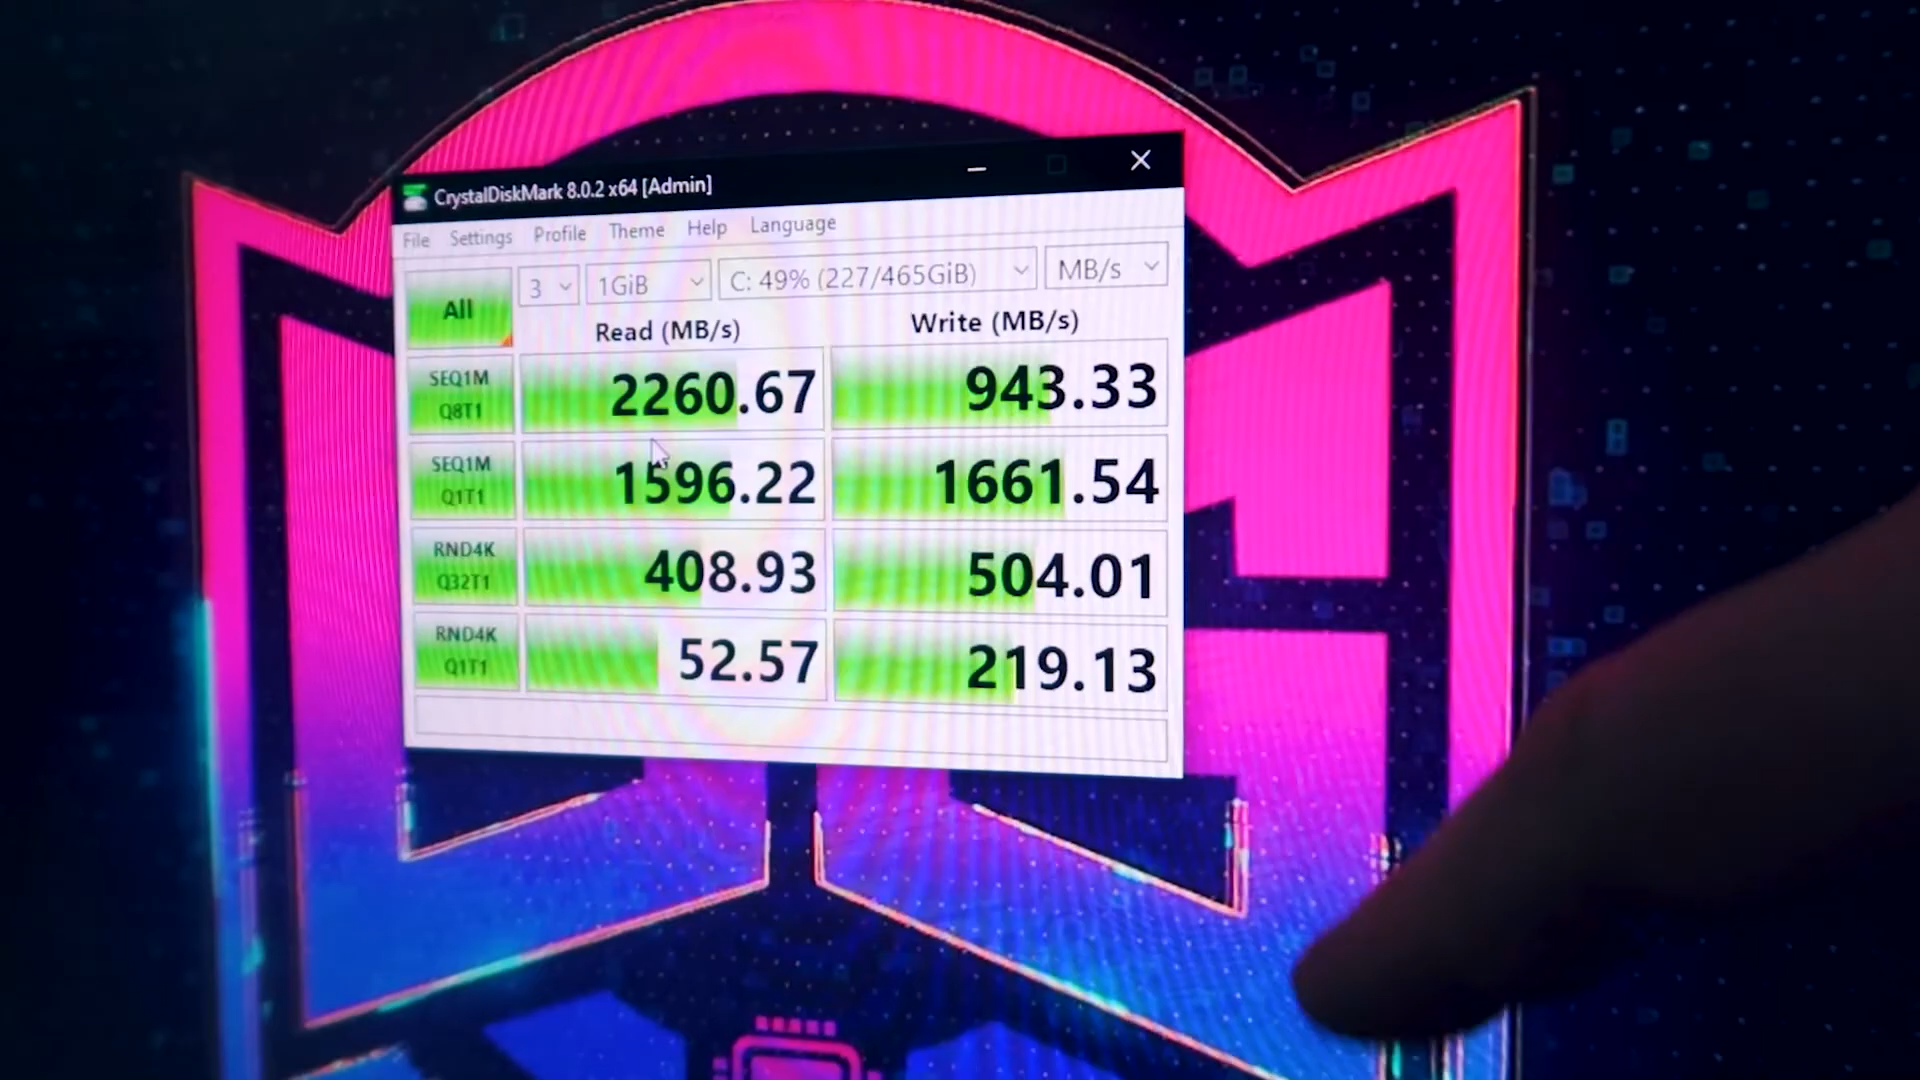 CrystalDiskMark 8.0.2 x64 [Admin]
File Settings Profile Theme Help Language
All 3 1GiB C: 49% (227/465GiB) MB/s
Read (MB/s) Write (MB/s)
SEQ1M Q8T1 2260.67 943.33
SEQ1M Q1T1 1596.22 1661.54
RND4K Q32T1 408.93 504.01
RND4K Q1T1 52.57 219.13